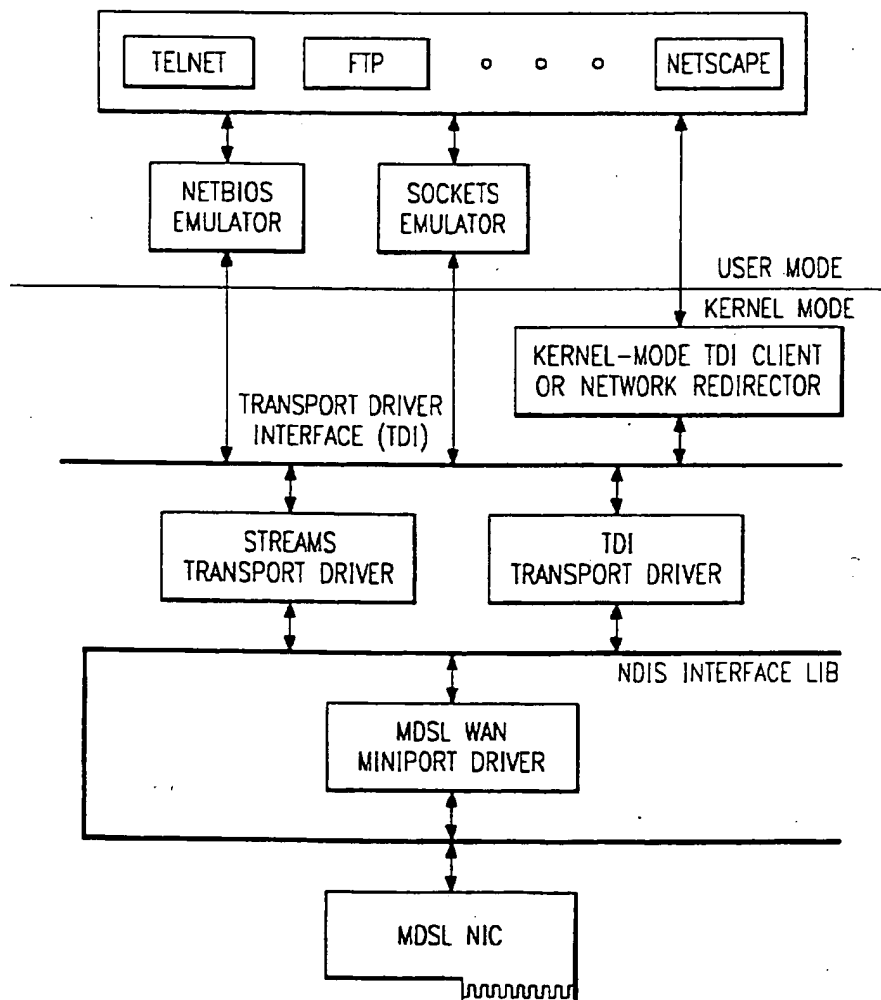 TELNET
FTP
NETSCAPE
NETBIOS
EMULATOR
SOCKETS
EMULATOR
USER MODE
KERNEL MODE
KERNEL-MODE TDI CLIENT
OR NETWORK REDIRECTOR
TRANSPORT DRIVER
INTERFACE (TDI)
STREAMS
TRANSPORT DRIVER
TDI
TRANSPORT DRIVER
NDIS INTERFACE LIB
MDSL WAN
MINIPORT DRIVER
MDSL NIC